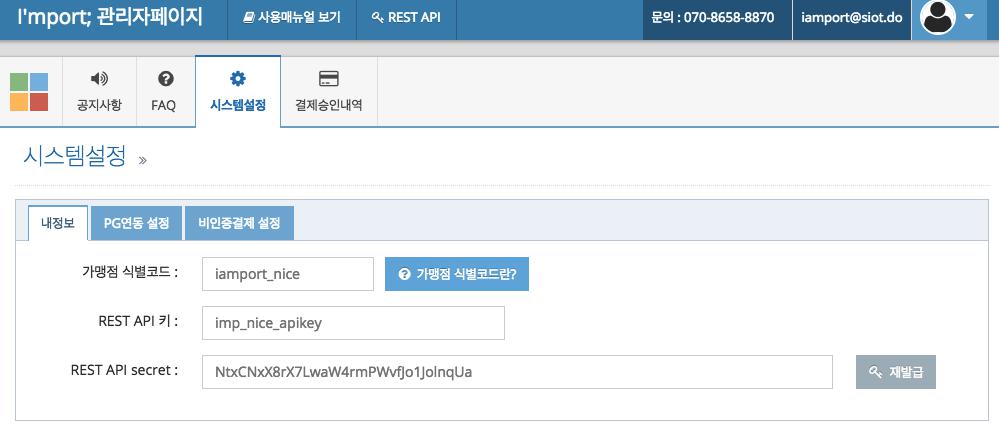 I'mport; 관리자페이지 사용매뉴얼 보기 REST API 문의 : 070-8658-8870 iamport@siot.do
공지사항 FAQ 시스템설정 결제승인내역
시스템설정 »
내정보 PG연동 설정 비인증결제 설정
가맹점 식별코드 : iamport_nice 가맹점 식별코드란?
REST API 키 : imp_nice_apikey
REST API secret : NtxCNxX8rX7LwaW4rmPWvfJo1JolnqUa 재발급